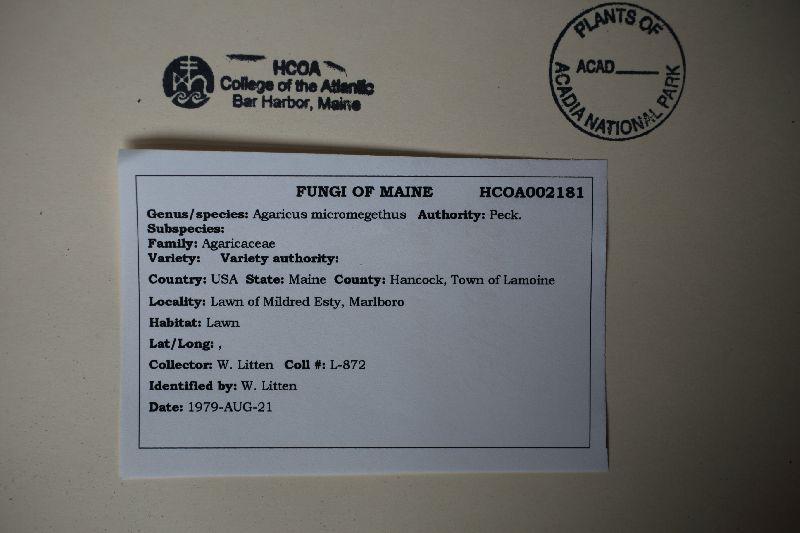 HCOA
College of the Atlantic
Bar Harbor, Maine
PLANTS OF
ACAD
ACADIA NATIONAL PARK
FUNGI OF MAINE HCOA002181
Genus/species: Agaricus micromegethus Authority: Peck.
Subspecies:
Family: Agaricaceae
Variety: Variety authority:
Country: USA State: Maine County: Hancock, Town of Lamoine
Locality: Lawn of Mildred Esty, Marlboro
Habitat: Lawn
Lat/Long: ,
Collector: W. Litten Coll #: L-872
Identified by: W. Litten
Date: 1979-AUG-21